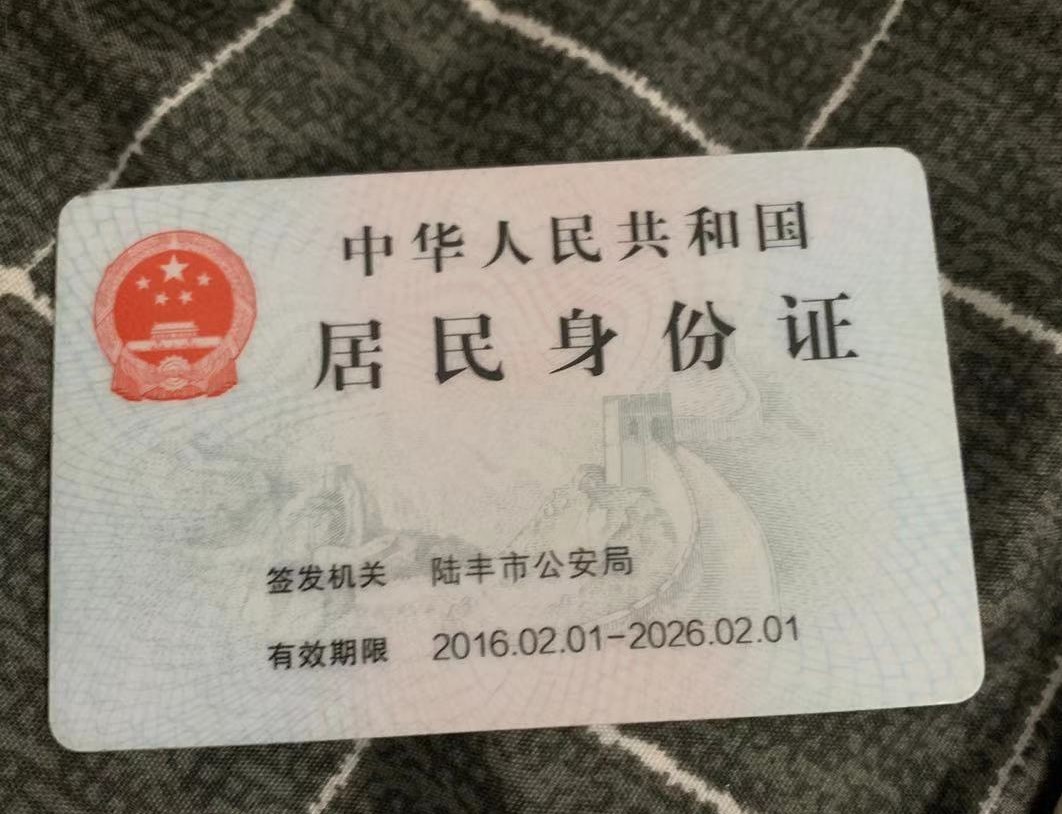 中华人民共和国
居民身份证
签发机关 陆丰市公安局
有效期限 2016.02.01-2026.02.01